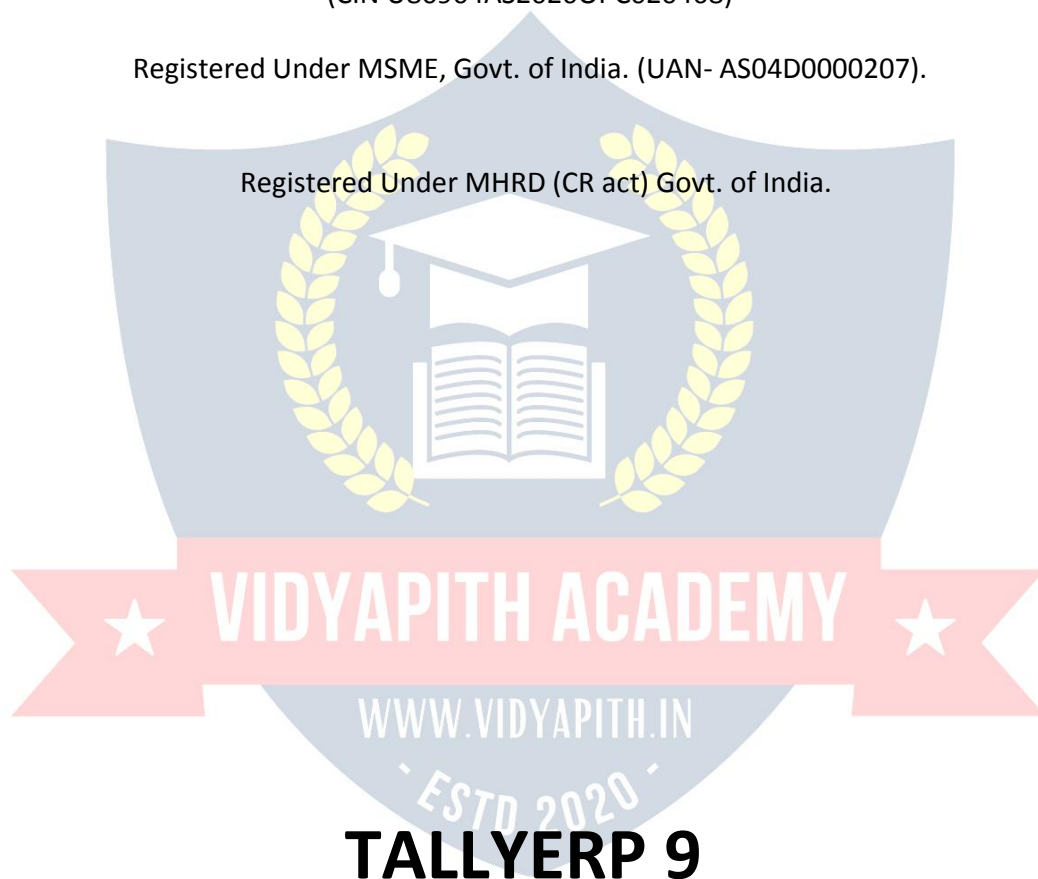 Registered Under MSME, Govt. of India. (UAN- AS04D0000207).
Registered Under MHRD (CR act) Govt. of India.
VIDYAPITH ACADEMY
WWW.VIDYAPITH.IN
- ESTD 2020 -
TALLYERP 9